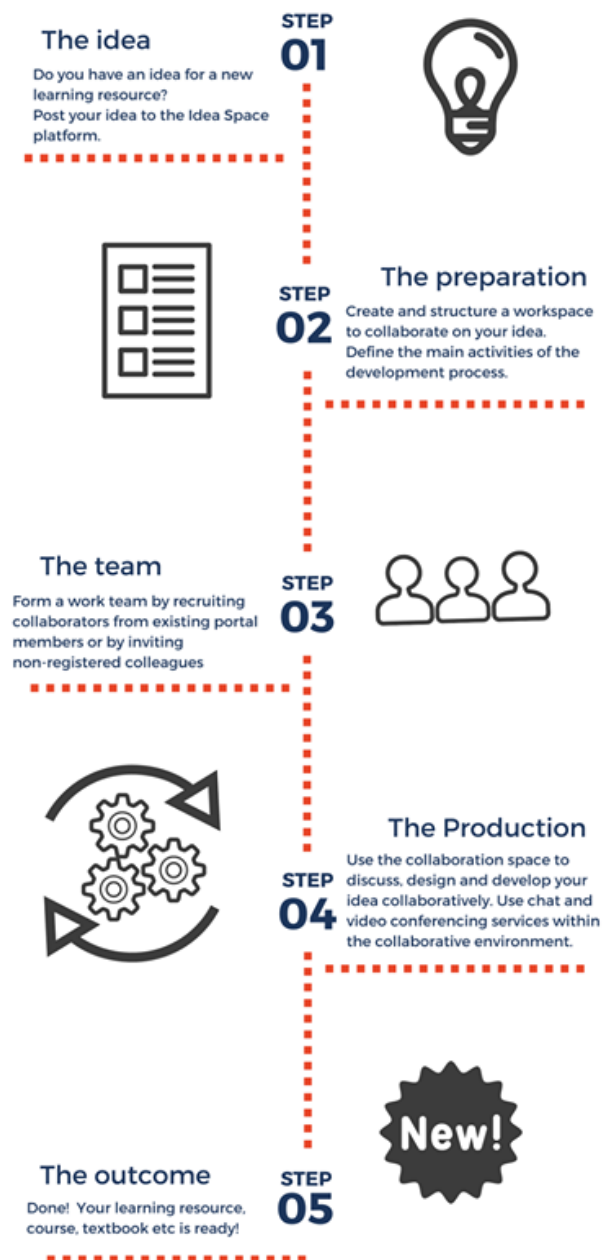 STEP
01
The idea
Do you have an idea for a new
learning resource?
Post your idea to the Idea Space
platform.
STEP
02
The preparation
Create and structure a workspace
to collaborate on your idea.
Define the main activities of the
development process.
STEP
03
The team
Form a work team by recruiting
collaborators from existing portal
members or by inviting
non-registered colleagues
STEP
04
The Production
Use the collaboration space to
discuss, design and develop your
idea collaboratively. Use chat and
video conferencing services within
the collaborative environment.
New!
STEP
05
The outcome
Done! Your learning resource,
course, textbook etc is ready!